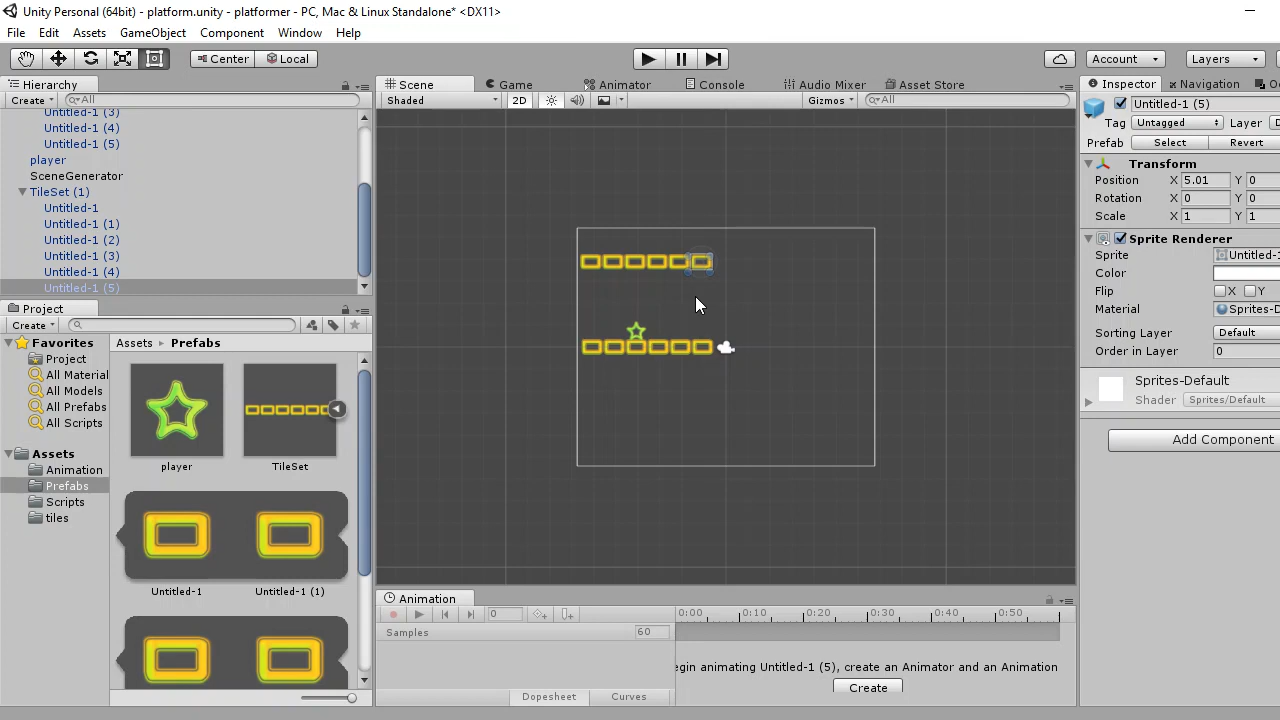 Unity Personal (64bit) - platform.unity - platformer - PC, Mac & Linux Standalone* <DX11>
File Edit Assets GameObject Component Window Help
Center Local Account Layers
Hierarchy Scene Game Animator Console Audio Mixer Asset Store Inspector Navigation
Create All Shaded 2D Gizmos All Untitled-1 (5)
Untitled-1 (3)
Untitled-1 (4)
Untitled-1 (5)
player
SceneGenerator
TileSet (1)
Untitled-1
Untitled-1 (1)
Untitled-1 (2)
Untitled-1 (3)
Untitled-1 (4)
Untitled-1 (5)
Tag Untagged Layer
Prefab Select Revert
Transform
Position X 5.01 Y 0
Rotation X 0 Y 0
Scale X 1 Y 1
Sprite Renderer
Sprite Untitled-1
Color
Flip X Y
Material Sprites-D
Sorting Layer Default
Order in Layer 0
Sprites-Default
Shader Sprites/Default
Add Component
Project
Create
Favorites
Project
All Material
All Models
All Prefabs
All Scripts
Assets
Animation
Prefabs
Scripts
tiles
Assets Prefabs
player TileSet
Untitled-1 Untitled-1 (1)
Animation
0 0:00 0:10 0:20 0:30 0:40 0:50
Samples 60
egin animating Untitled-1 (5), create an Animator and an Animation
Create
Dopesheet Curves